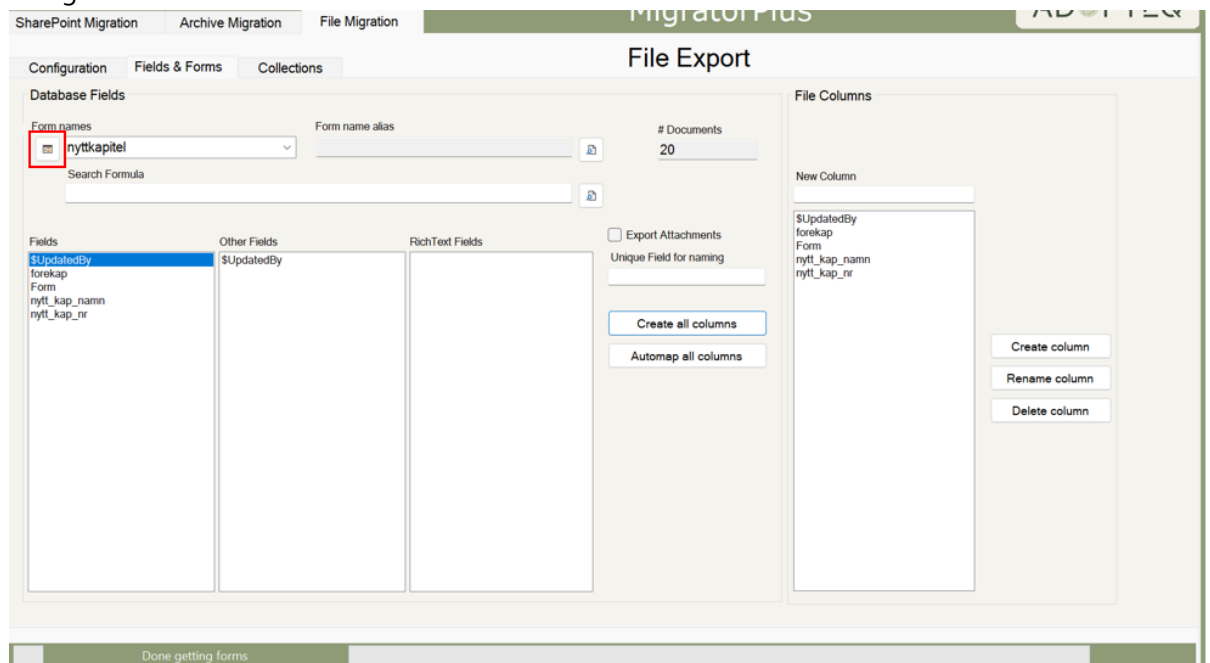 SharePoint Migration Archive Migration File Migration MigratorPlus ADOPTEQ
File Export
Configuration Fields & Forms Collections
Database Fields File Columns
Form names Form name alias # Documents
nyttkapitel 20
Search Formula New Column
Fields Other Fields RichText Fields Export Attachments
Unique Field for naming
$UpdatedBy $UpdatedBy $UpdatedBy
forekap forekap
Form Form
nytt_kap_namn nytt_kap_namn
nytt_kap_nr nytt_kap_nr
Create all columns
Automap all columns
Create column
Rename column
Delete column
Done getting forms